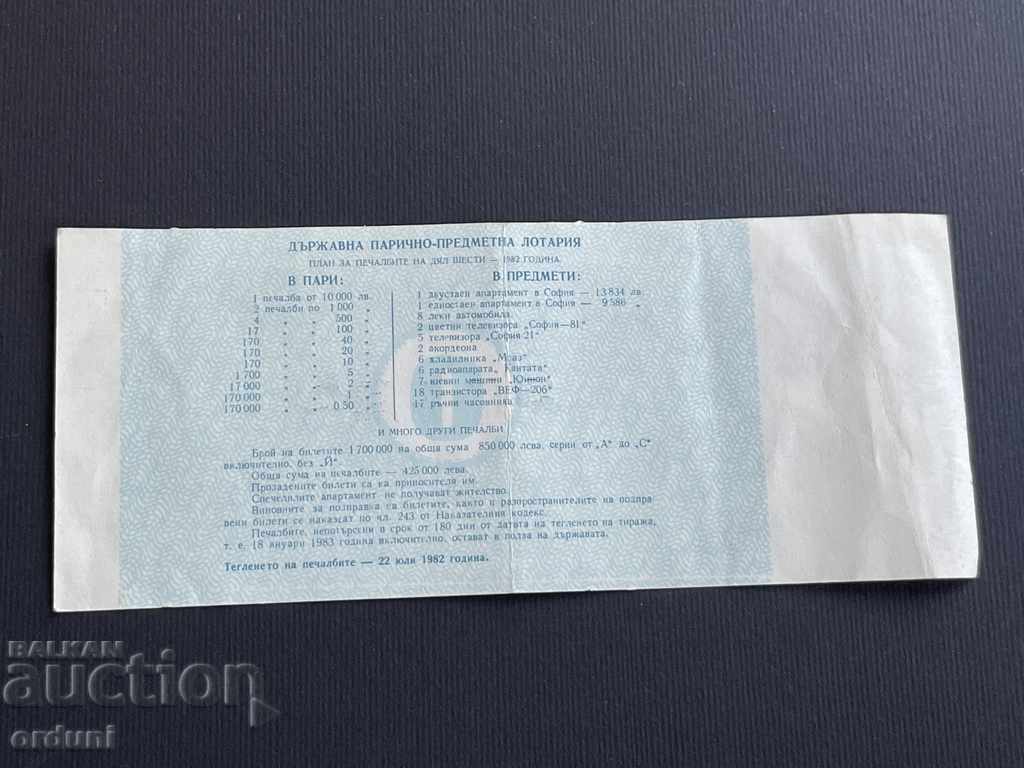 ДЪРЖАВНА ПАРИЧНО-ПРЕДМЕТНА ЛОТАРИЯ
ПЛАН ЗА ПЕЧАЛБИТЕ НА ДЯЛ ШЕСТИ — 1982 ГОДИНА.
В ПАРИ:
1 печалба от 10 000 лв.
2 печалби по 1 000 „
4 „ „ 500 „
17 „ „ 100 „
170 „ „ 40 „
170 „ „ 20 „
170 „ „ 10 „
1 700 „ „ 5 „
17 000 „ „ 2 „
170 000 „ „ 1 —
170 000 „ „ — 0.50 „
В ПРЕДМЕТИ:
1 двустаен апартамент в София — 13 834 лв.
1 едностаен апартамент в София — 9 586 „
8 леки автомобила
2 цветни телевизора „София—81“
5 телевизора „София-21“
2 акордеона
6 хладилника „Мраз“
6 радиоапарата „Кантата“
7 шевни машини „Юнион“
18 транзистора „ВЕФ—206“
17 ръчни часовника
И МНОГО ДРУГИ ПЕЧАЛБИ
Брой на билетите 1 700 000 на обща сума 850 000 лева, серии от „А“ до „С“
включително, без „Й“.
Обща сума на печалбите — 425 000 лева.
Продадените билети са на приносителя им.
Спечелилите апартамент не получават жителство.
Виновните за подправка на билетите, както и разпространителите на подпра-
вени билети се наказват по чл. 243 от Наказателния кодекс.
Печалбите, непотърсени в срок от 180 дни от датата на тегленето на тиража,
т. е. 18 януари 1983 година включително, остават в полза на държавата.
Тегленето на печалбите — 22 юли 1982 година.
BALKAN
auction
orduni